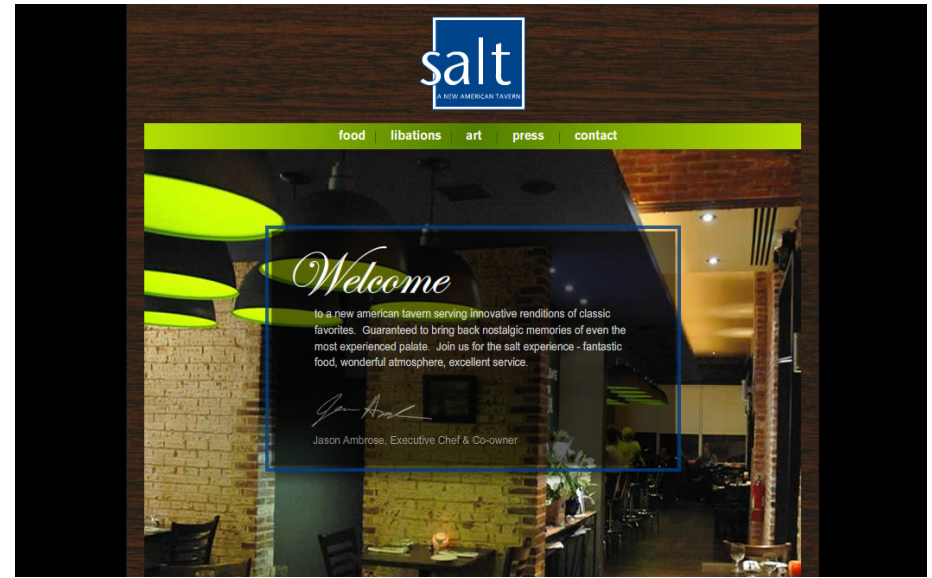 salt
A NEW AMERICAN TAVERN
food | libations | art | press | contact
Welcome
to a new american tavern serving innovative renditions of classic
favorites. Guaranteed to bring back nostalgic memories of even the
most experienced palate. Join us for the salt experience - fantastic
food, wonderful atmosphere, excellent service.
Jason Ambrose, Executive Chef & Co-owner